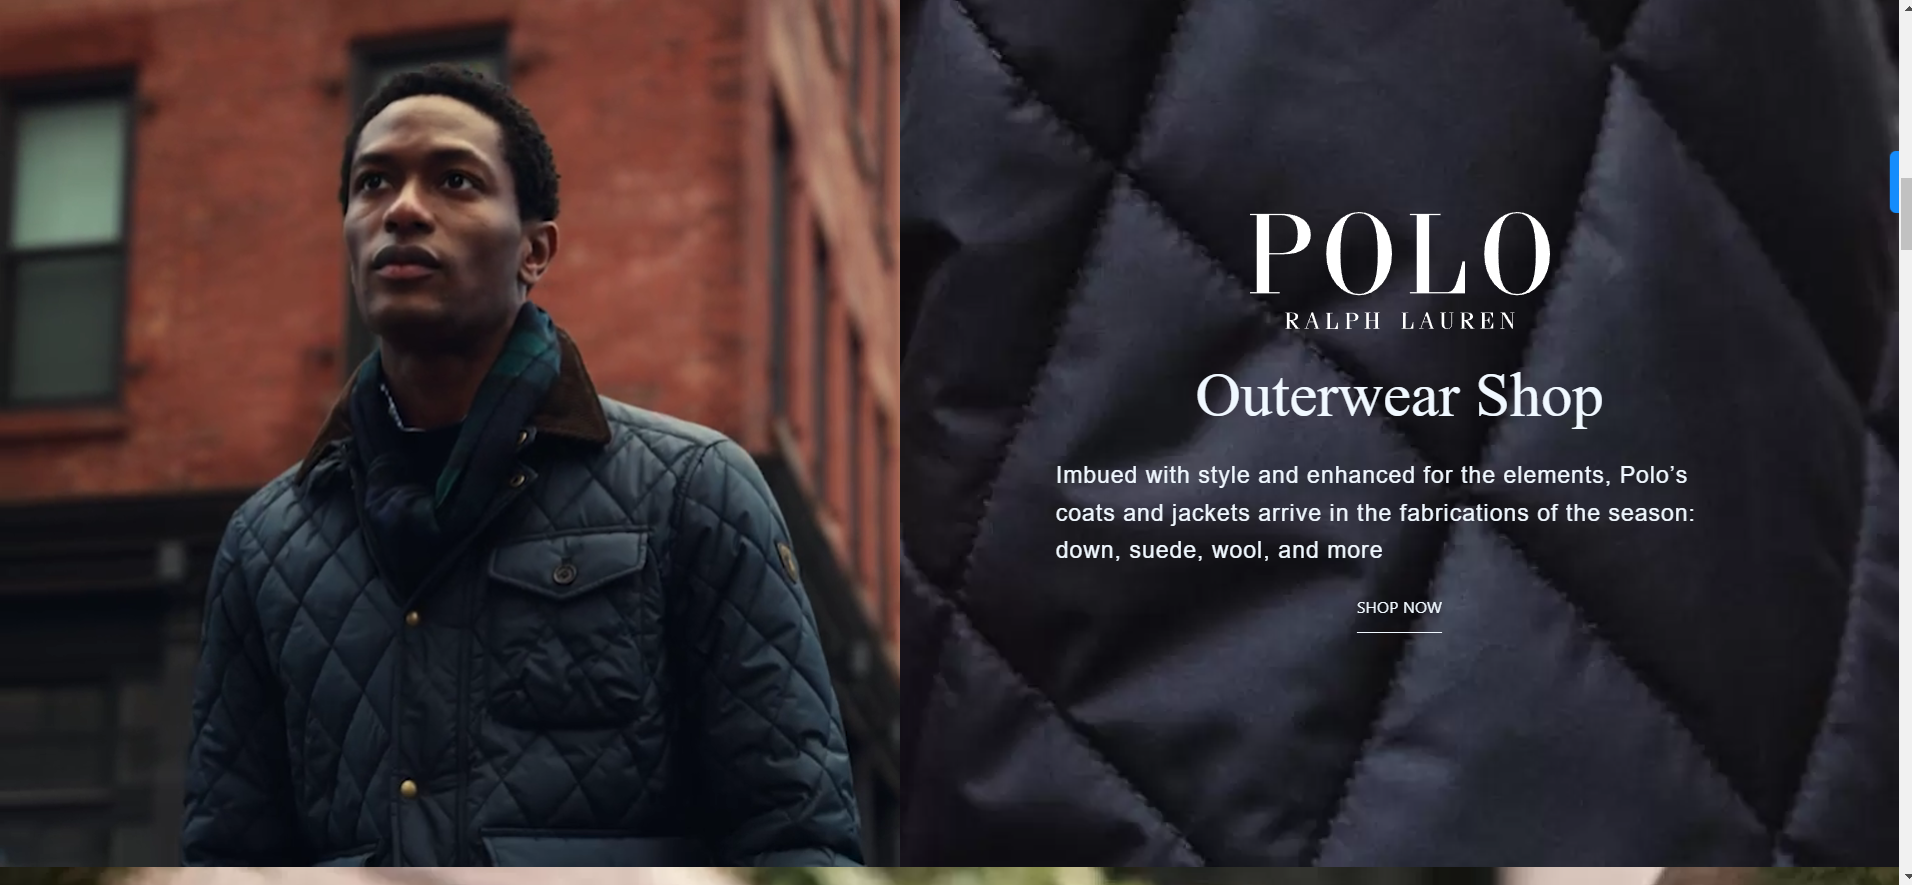 POLO
RALPH LAUREN
Outerwear Shop
Imbued with style and enhanced for the elements, Polo’s
coats and jackets arrive in the fabrications of the season:
down, suede, wool, and more
SHOP NOW